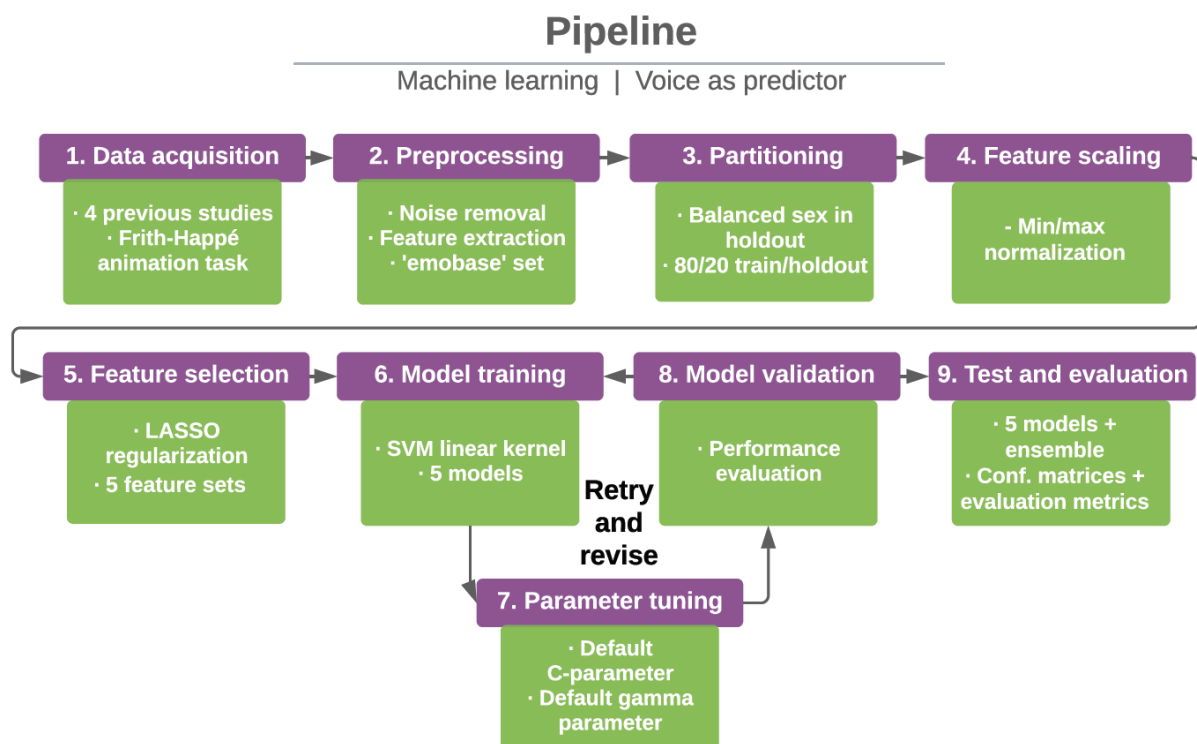 Pipeline
Machine learning | Voice as predictor
1. Data acquisition
· 4 previous studies
· Frith-Happé
animation task
2. Preprocessing
· Noise removal
· Feature extraction
· 'emobase' set
3. Partitioning
· Balanced sex in
holdout
· 80/20 train/holdout
4. Feature scaling
- Min/max
normalization
5. Feature selection
· LASSO
regularization
· 5 feature sets
6. Model training
· SVM linear kernel
· 5 models
8. Model validation
· Performance
evaluation
9. Test and evaluation
· 5 models +
ensemble
· Conf. matrices +
evaluation metrics
Retry
and
revise
7. Parameter tuning
· Default
C-parameter
· Default gamma
parameter